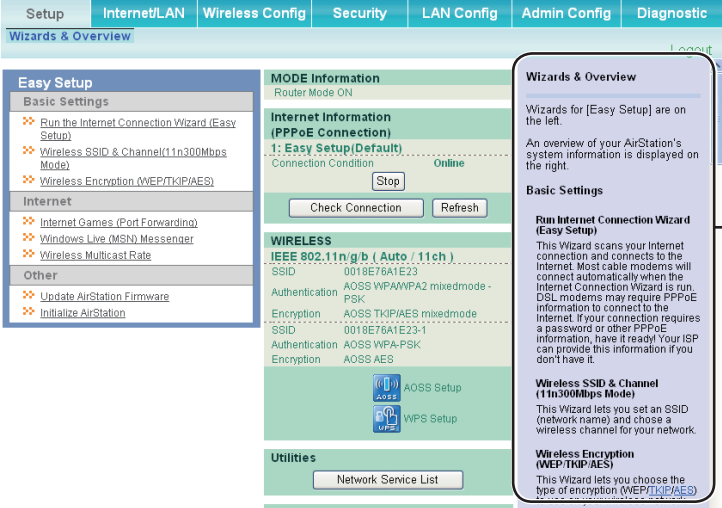 Setup Internet/LAN Wireless Config Security LAN Config Admin Config Diagnostic
Wizards & Overview
Logout
Easy Setup
Basic Settings
Run the Internet Connection Wizard (Easy
Setup)
Wireless SSID & Channel(11n300Mbps
Mode)
Wireless Encryption (WEP/TKIP/AES)
Internet
Internet Games (Port Forwarding)
Windows Live (MSN) Messenger
Wireless Multicast Rate
Other
Update AirStation Firmware
Initialize AirStation
MODE Information
Router Mode ON
Internet Information
(PPPoE Connection)
1: Easy Setup(Default)
Connection Condition Online
Stop
Check Connection Refresh
WIRELESS
IEEE 802.11n/g/b ( Auto / 11ch )
SSID 0018E76A1E23
Authentication AOSS WPA/WPA2 mixedmode -
PSK
Encryption AOSS TKIP/AES mixedmode
SSID 0018E76A1E23-1
Authentication AOSS WPA-PSK
Encryption AOSS AES
AOSS AOSS Setup
WPS WPS Setup
Utilities
Network Service List
Wizards & Overview
Wizards for [Easy Setup] are on
the left.
An overview of your AirStation's
system information is displayed on
the right.
Basic Settings
Run Internet Connection Wizard
(Easy Setup)
This Wizard scans your Internet
connection and connects to the
Internet. Most cable modems will
connect automatically when the
Internet Connection Wizard is run.
DSL modems may require PPPoE
information to connect to the
Internet. If your connection requires
a password or other PPPoE
information, have it ready! Your ISP
can provide this information if you
don't have it.
Wireless SSID & Channel
(11n300Mbps Mode)
This Wizard lets you set an SSID
(network name) and chose a
wireless channel for your network.
Wireless Encryption
(WEP/TKIP/AES)
This Wizard lets you choose the
type of encryption (WEP/TKIP/AES)
to use on your wireless network